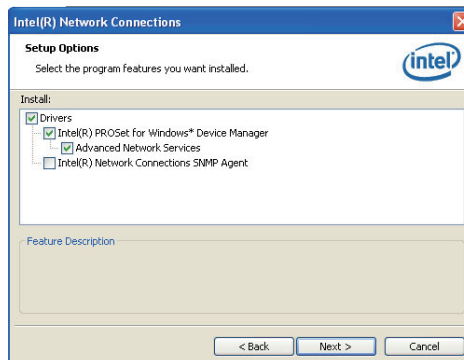 Intel(R) Network Connections
Setup Options
Select the program features you want installed.
intel
Install:
Drivers
Intel(R) PROSet for Windows* Device Manager
Advanced Network Services
Intel(R) Network Connections SNMP Agent
Feature Description
< Back
Next >
Cancel